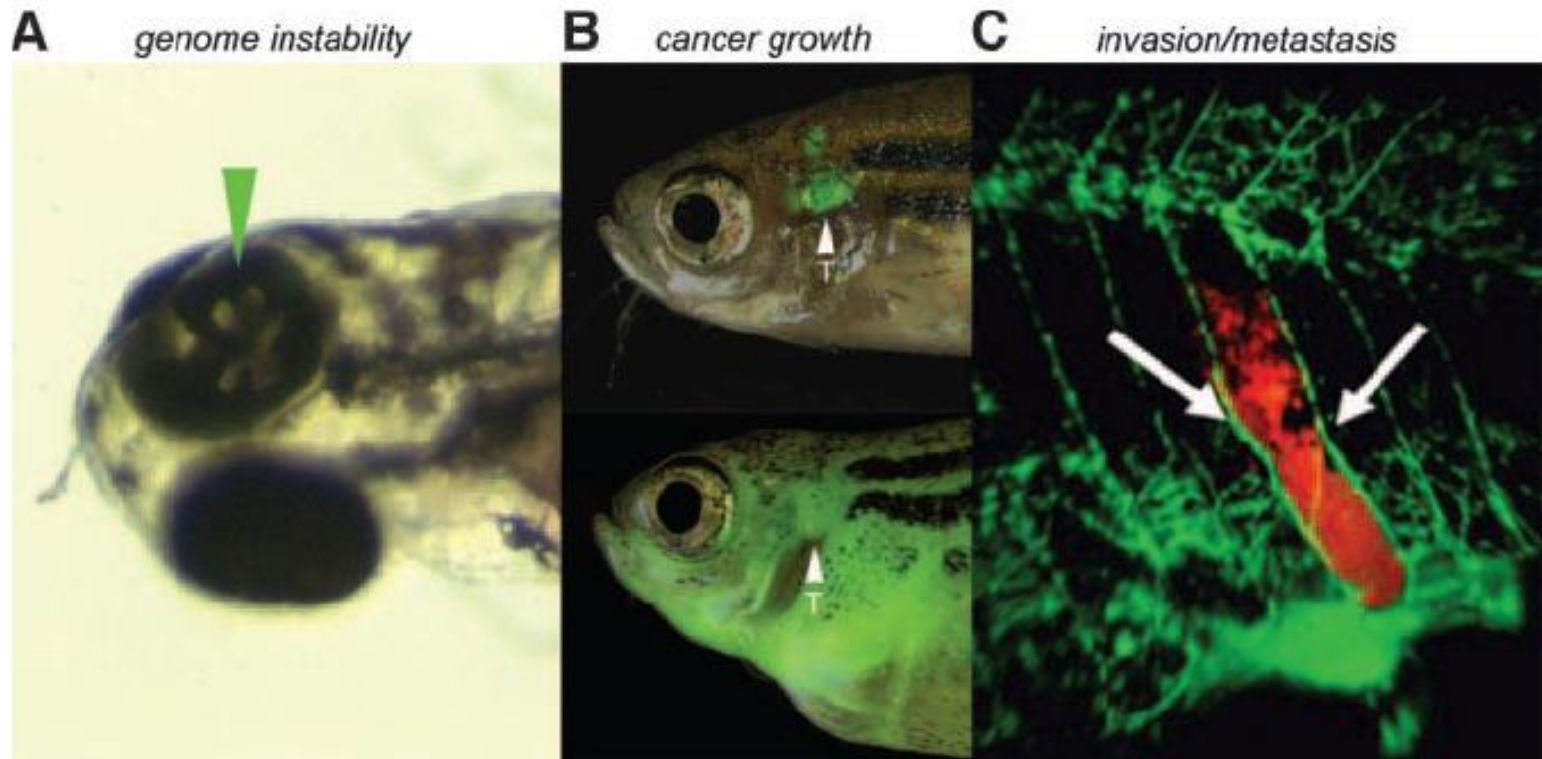 A genome instability
B cancer growth
C invasion/metastasis
T
T